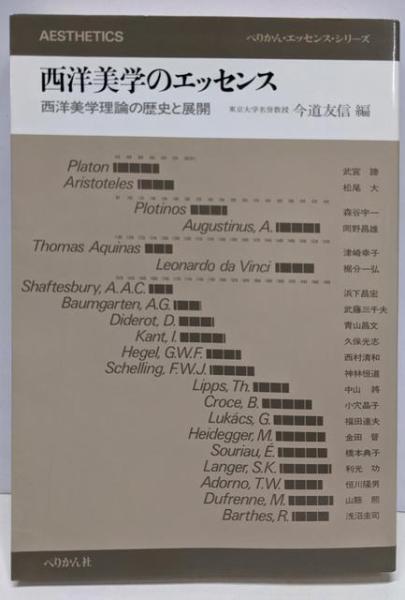 AESTHETICS
ぺりかん・エッセンス・シリーズ
西洋美学のエッセンス
西洋美学理論の歴史と展開
東京大学名誉教授 今道友信 編
Platon 武宮 諦
Aristoteles 松尾 大
Plotinos 森谷宇一
Augustinus, A. 岡野昌雄
Thomas Aquinas 津崎幸子
Leonardo da Vinci 梶分一弘
Shaftesbury, A.A.C. 浜下昌宏
Baumgarten, A.G. 武藤三千夫
Diderot, D. 青山昌文
Kant, I. 久保光志
Hegel, G.W.F. 西村清和
Schelling, F.W.J. 神林恒道
Lipps, Th. 中山 將
Croce, B. 小穴晶子
Lukács, G. 福田達夫
Heidegger, M. 金田 晉
Souriau, É. 橋本典子
Langer, S.K. 利光 功
Adorno, T.W. 恒川隆男
Dufrenne, M. 山縣 熙
Barthes, R. 浅沼圭司
ぺりかん社